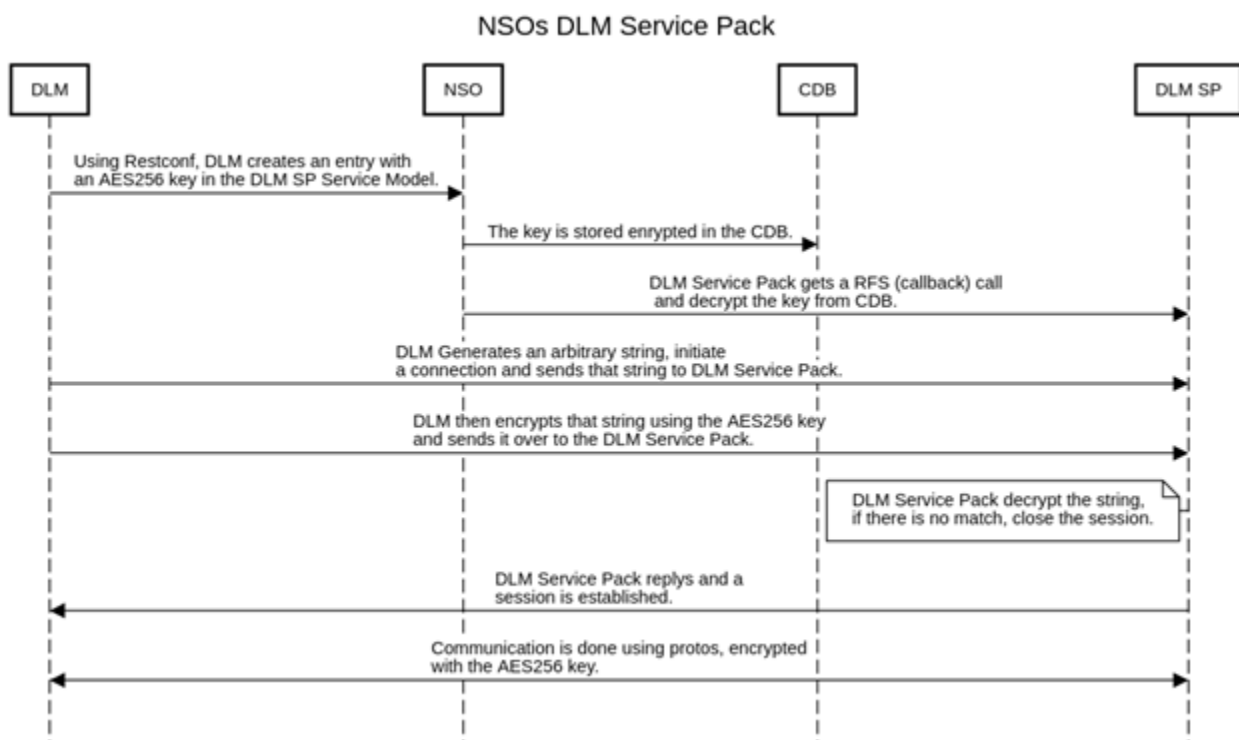 NSOs DLM Service Pack
DLM
NSO
CDB
DLM SP
Using Restconf, DLM creates an entry with
an AES256 key in the DLM SP Service Model.
The key is stored enrypted in the CDB.
DLM Service Pack gets a RFS (callback) call
and decrypt the key from CDB.
DLM Generates an arbitrary string, initiate
a connection and sends that string to DLM Service Pack.
DLM then encrypts that string using the AES256 key
and sends it over to the DLM Service Pack.
DLM Service Pack decrypt the string,
if there is no match, close the session.
DLM Service Pack replys and a
session is established.
Communication is done using protos, encrypted
with the AES256 key.